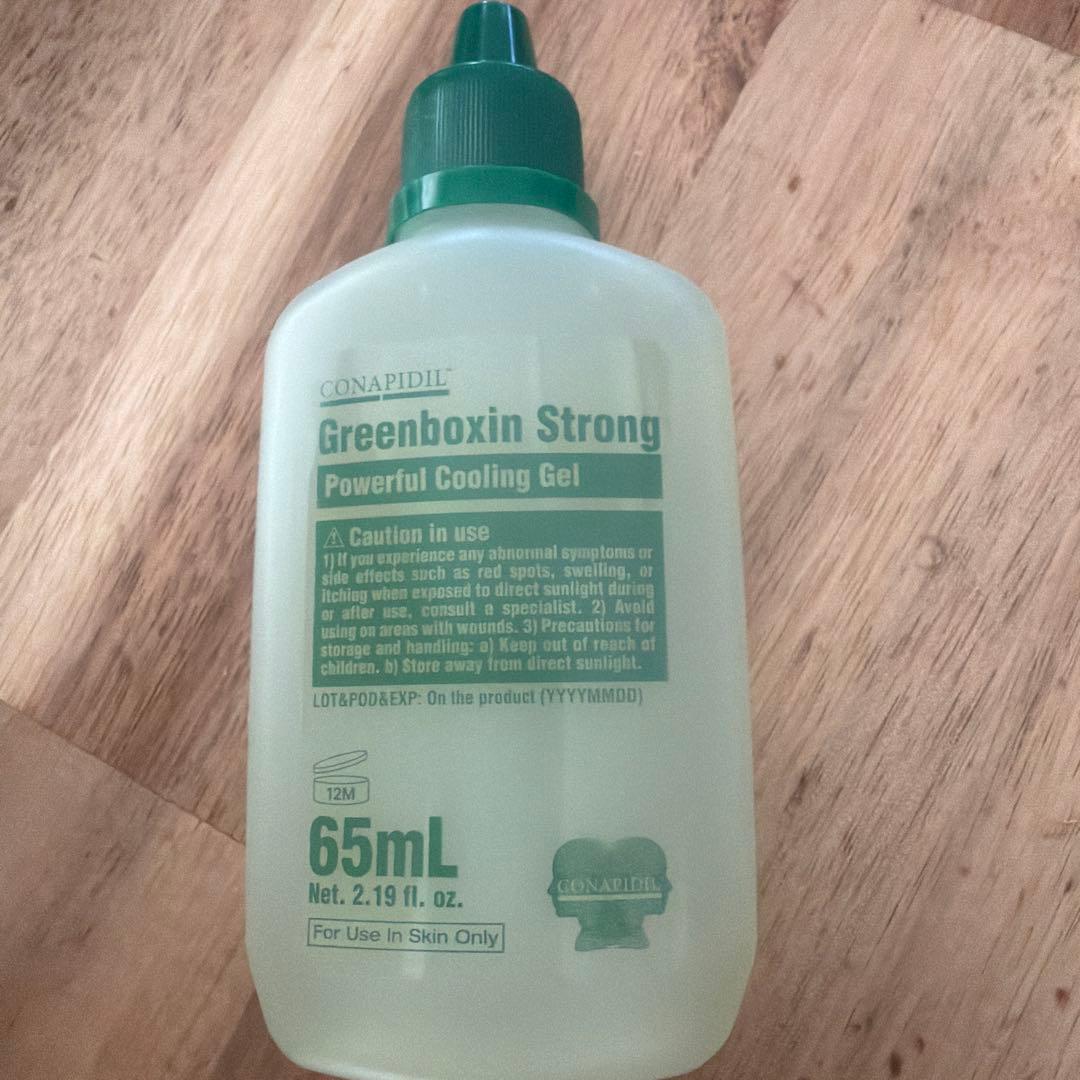 CONAPIDIL™
Greenboxin Strong
Powerful Cooling Gel
⚠ Caution in use
1) If you experience any abnormal symptoms or
side effects such as red spots, swelling, or
itching when exposed to direct sunlight during
or after use, consult a specialist. 2) Avoid
using on areas with wounds. 3) Precautions for
storage and handling: a) Keep out of reach of
children. b) Store away from direct sunlight.
LOT&POD&EXP: On the product (YYYYMMDD)
12M
65mL
Net. 2.19 fl. oz.
CONAPIDIL
For Use In Skin Only